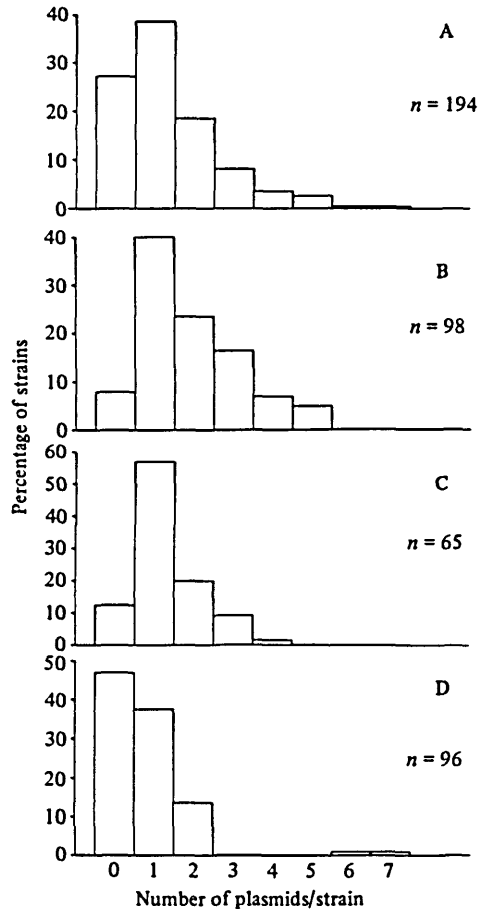 40
A
30
n = 194
20
10
0
40
B
30
n = 98
20
10
0
Percentage of strains
60
C
50
40
n = 65
30
20
10
0
50
D
40
30
n = 96
20
10
0
0 1 2 3 4 5 6 7
Number of plasmids/strain